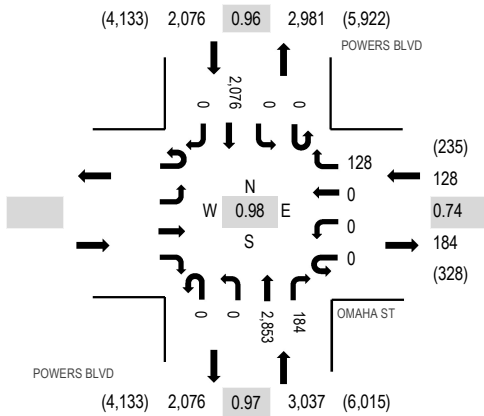 (4,133) 2,076 0.96 2,981 (5,922)
POWERS BLVD
0 2,076 0 0
128
0
0
0
(235)
128
0.74
184
(328)
N
W 0.98 E
S
0 0 2,853 184
OMAHA ST
POWERS BLVD
(4,133) 2,076 0.97 3,037 (6,015)